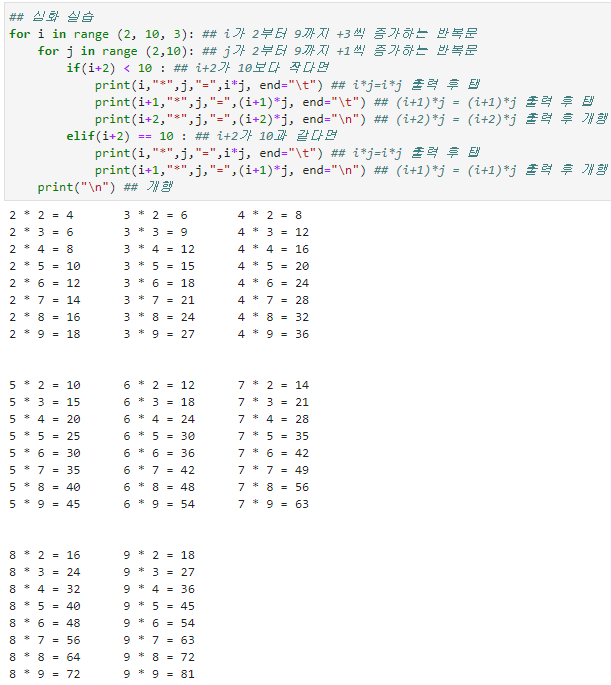 ## 심화 실습
for i in range (2, 10, 3): ## i가 2부터 9까지 +3씩 증가하는 반복문
    for j in range (2,10): ## j가 2부터 9까지 +1씩 증가하는 반복문
        if(i+2) < 10 : ## i+2가 10보다 작다면
            print(i,"*",j,"=",i*j, end="\t") ## i*j=i*j 출력 후 탭
            print(i+1,"*",j,"=",(i+1)*j, end="\t") ## (i+1)*j = (i+1)*j 출력 후 탭
            print(i+2,"*",j,"=",(i+2)*j, end="\n") ## (i+2)*j = (i+2)*j 출력 후 개행
        elif(i+2) == 10 : ## i+2가 10과 같다면
            print(i,"*",j,"=",i*j, end="\t") ## i*j=i*j 출력 후 탭
            print(i+1,"*",j,"=",(i+1)*j, end="\n") ## (i+1)*j = (i+1)*j 출력 후 개행
    print("\n") ## 개행
2 * 2 = 4	3 * 2 = 6	4 * 2 = 8
2 * 3 = 6	3 * 3 = 9	4 * 3 = 12
2 * 4 = 8	3 * 4 = 12	4 * 4 = 16
2 * 5 = 10	3 * 5 = 15	4 * 5 = 20
2 * 6 = 12	3 * 6 = 18	4 * 6 = 24
2 * 7 = 14	3 * 7 = 21	4 * 7 = 28
2 * 8 = 16	3 * 8 = 24	4 * 8 = 32
2 * 9 = 18	3 * 9 = 27	4 * 9 = 36
5 * 2 = 10	6 * 2 = 12	7 * 2 = 14
5 * 3 = 15	6 * 3 = 18	7 * 3 = 21
5 * 4 = 20	6 * 4 = 24	7 * 4 = 28
5 * 5 = 25	6 * 5 = 30	7 * 5 = 35
5 * 6 = 30	6 * 6 = 36	7 * 6 = 42
5 * 7 = 35	6 * 7 = 42	7 * 7 = 49
5 * 8 = 40	6 * 8 = 48	7 * 8 = 56
5 * 9 = 45	6 * 9 = 54	7 * 9 = 63
8 * 2 = 16	9 * 2 = 18
8 * 3 = 24	9 * 3 = 27
8 * 4 = 32	9 * 4 = 36
8 * 5 = 40	9 * 5 = 45
8 * 6 = 48	9 * 6 = 54
8 * 7 = 56	9 * 7 = 63
8 * 8 = 64	9 * 8 = 72
8 * 9 = 72	9 * 9 = 81